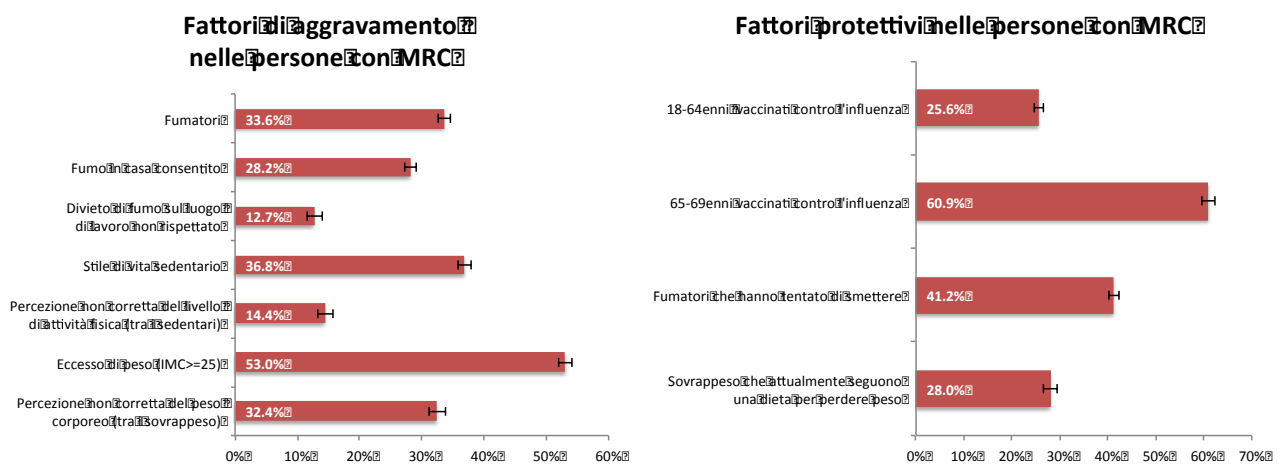 Fattori di aggravamento
nelle persone con MRC
Fumatori
33.6%
Fumo in casa consentito
28.2%
Divieto di fumo sul luogo
di lavoro non rispettato
12.7%
Stile di vita sedentario
36.8%
Percezione non corretta del livello
di attività fisica (tra i sedentari)
14.4%
Eccesso di peso (IMC>=25)
53.0%
Percezione non corretta del peso
corporeo (tra i sovrappeso)
32.4%
0% 10% 20% 30% 40% 50% 60%
Fattori protettivi nelle persone con MRC
18-64enni vaccinati contro l'influenza
25.6%
65-69enni vaccinati contro l'influenza
60.9%
Fumatori che hanno tentato di smettere
41.2%
Sovrappeso che attualmente seguono
una dieta per perdere peso
28.0%
0% 10% 20% 30% 40% 50% 60% 70%